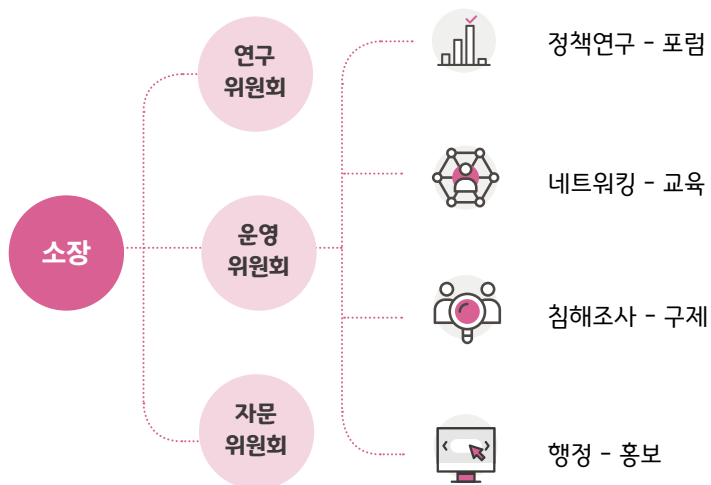 소장
연구
위원회
운영
위원회
자문
위원회
정책연구 - 포럼
네트워킹 - 교육
침해조사 - 구제
행정 - 홍보